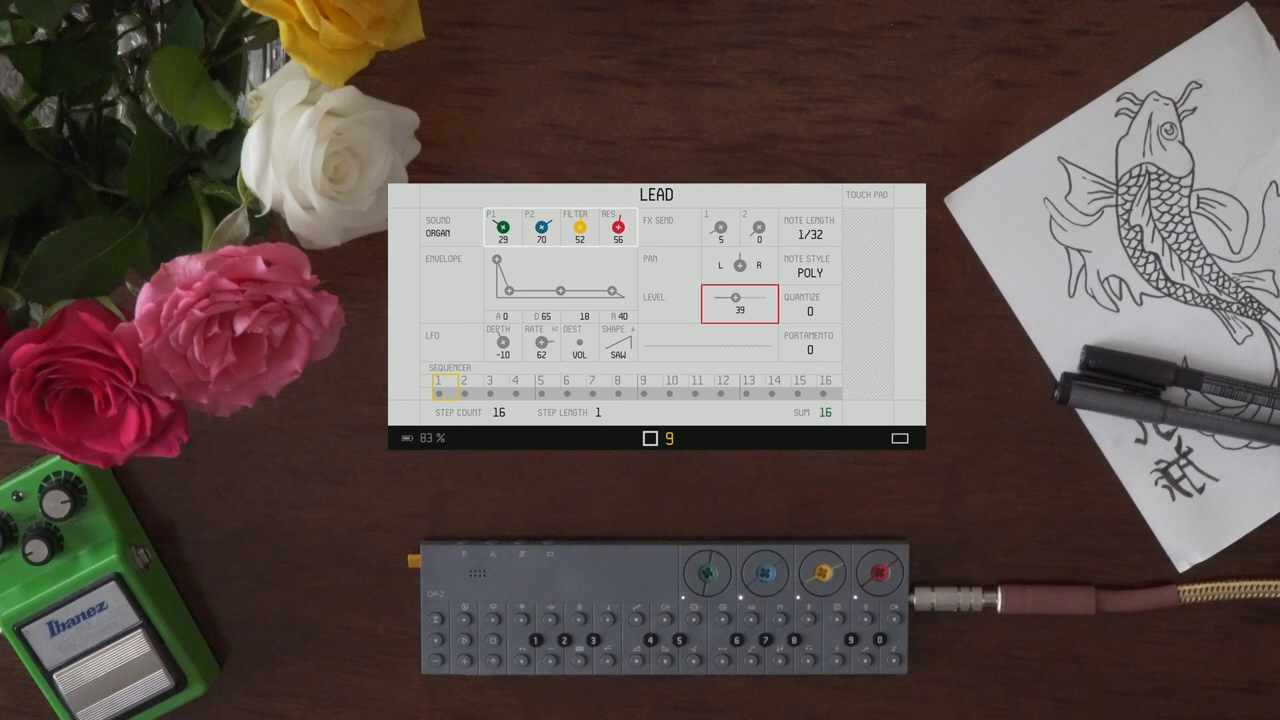 LEAD
TOUCH PAD
SOUND
ORGAN
P1 P2 FILTER RES
29 70 52 56
FX SEND
1 2
5 0
NOTE LENGTH
1/32
ENVELOPE
PAN
L R
NOTE STYLE
POLY
LEVEL
39
QUANTIZE
0
A 0 D 65 18 R 40
LFO
DEPTH RATE HZ DEST SHAPE
-10 62 VOL SAW
PORTAMENTO
0
SEQUENCER
1 2 3 4 5 6 7 8 9 10 11 12 13 14 15 16
STEP COUNT 16 STEP LENGTH 1 SUM 16
83 % 9
Ibanez
OP-Z
P
CH
M
1 2 3 4 5 6 7 8 9 0